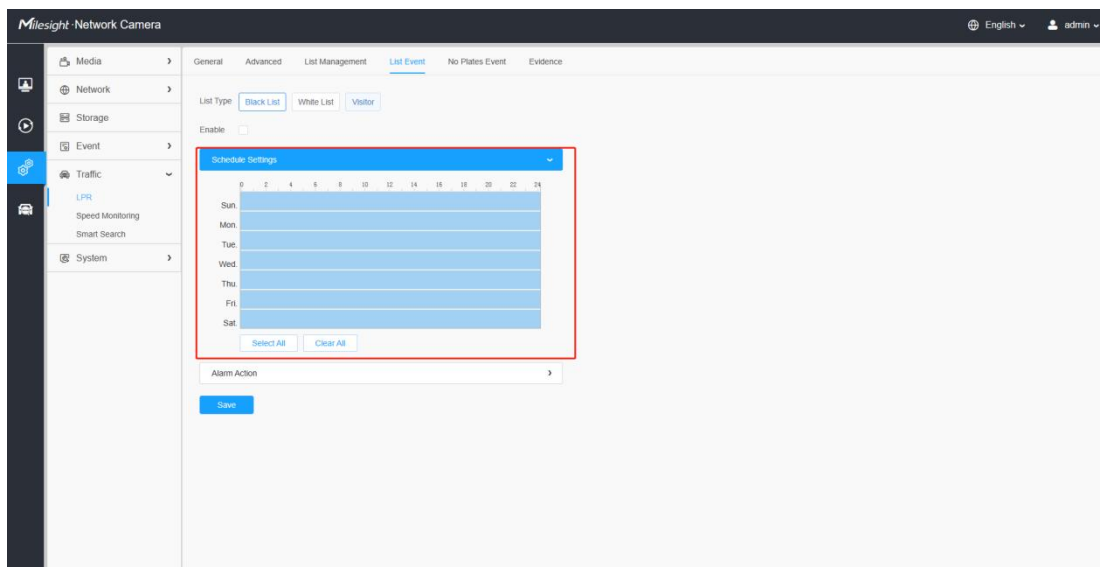 Milesight · Network Camera
English
admin
Media
Network
Storage
Event
Traffic
LPR
Speed Monitoring
Smart Search
System
General Advanced List Management List Event No Plates Event Evidence
List Type Black List White List Visitor
Enable
Schedule Settings
0 2 4 6 8 10 12 14 16 18 20 22 24
Sun.
Mon.
Tue.
Wed.
Thu.
Fri.
Sat.
Select All Clear All
Alarm Action
Save